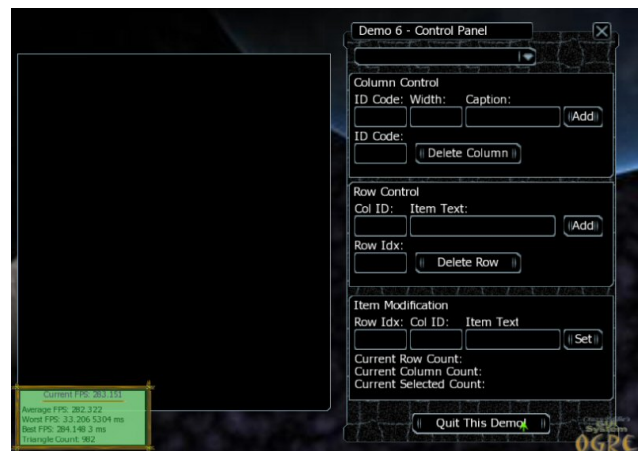 Demo 6 - Control Panel
Column Control
ID Code: Width: Caption:
Add
ID Code:
Delete Column
Row Control
Col ID: Item Text:
Add
Row Idx:
Delete Row
Item Modification
Row Idx: Col ID: Item Text
Set
Current Row Count:
Current Column Count:
Current Selected Count:
Quit This Demo!
Current FPS: 283.151
Average FPS: 282.322
Worst FPS: 33.206 5304 ms
Best FPS: 284.148 3 ms
Triangle Count: 982
GUI
System
OGRE